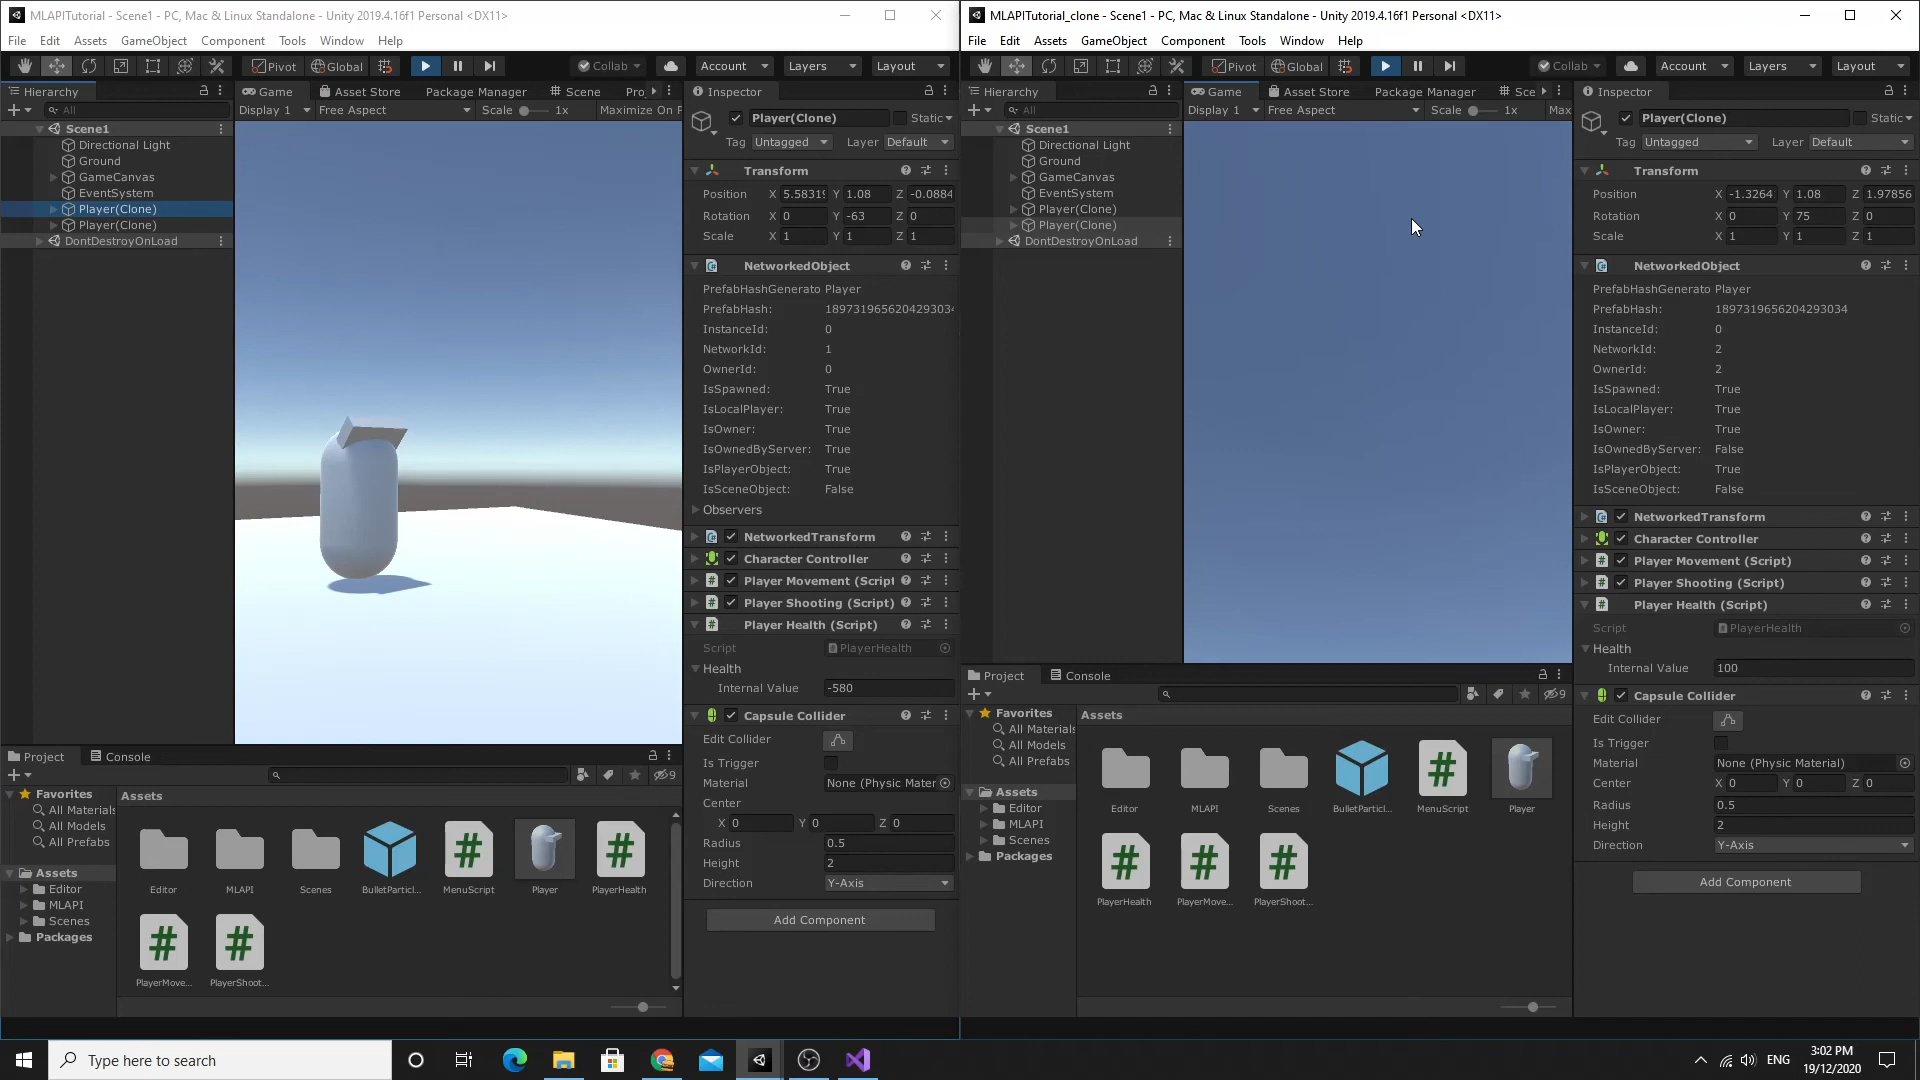 MLAPITutorial - Scene1 - PC, Mac & Linux Standalone - Unity 2019.4.16f1 Personal <DX11>
File Edit Assets GameObject Component Tools Window Help
Pivot Global Collab Account Layers Layout
Hierarchy
All
Scene1
Directional Light
Ground
GameCanvas
EventSystem
Player(Clone)
Player(Clone)
DontDestroyOnLoad
Game Asset Store Package Manager Scene Pro
Display 1 Free Aspect Scale 1x Maximize On P
Inspector
Player(Clone) Static
Tag Untagged Layer Default
Transform
Position X 5.5831 Y 1.08 Z -0.0884
Rotation X 0 Y -63 Z 0
Scale X 1 Y 1 Z 1
NetworkedObject
PrefabHashGenerato Player
PrefabHash: 1897319656204293034
InstanceId: 0
NetworkId: 1
OwnerId: 0
IsSpawned: True
IsLocalPlayer: True
IsOwner: True
IsOwnedByServer: True
IsPlayerObject: True
IsSceneObject: False
Observers
NetworkedTransform
Character Controller
Player Movement (Script
Player Shooting (Script)
Player Health (Script)
Script PlayerHealth
Health
Internal Value -580
Capsule Collider
Edit Collider
Is Trigger
Material None (Physic Mater
Center
X 0 Y 0 Z 0
Radius 0.5
Height 2
Direction Y-Axis
Add Component
Project Console
9
Favorites
All Materials
All Models
All Prefabs
Assets
Editor
MLAPI
Scenes
Packages
Assets
Editor MLAPI Scenes BulletParticl... MenuScript Player PlayerHealth
PlayerMove... PlayerShoot...
MLAPITutorial_clone - Scene1 - PC, Mac & Linux Standalone - Unity 2019.4.16f1 Personal <DX11>
File Edit Assets GameObject Component Tools Window Help
Pivot Global Collab Account Layers Layout
Hierarchy
All
Scene1
Directional Light
Ground
GameCanvas
EventSystem
Player(Clone)
Player(Clone)
DontDestroyOnLoad
Game Asset Store Package Manager Sce
Display 1 Free Aspect Scale 1x Max
Inspector
Player(Clone) Static
Tag Untagged Layer Default
Transform
Position X -1.3264 Y 1.08 Z 1.97856
Rotation X 0 Y 75 Z 0
Scale X 1 Y 1 Z 1
NetworkedObject
PrefabHashGenerato Player
PrefabHash: 1897319656204293034
InstanceId: 0
NetworkId: 2
OwnerId: 2
IsSpawned: True
IsLocalPlayer: True
IsOwner: True
IsOwnedByServer: False
IsPlayerObject: True
IsSceneObject: False
NetworkedTransform
Character Controller
Player Movement (Script)
Player Shooting (Script)
Player Health (Script)
Script PlayerHealth
Health
Internal Value 100
Capsule Collider
Edit Collider
Is Trigger
Material None (Physic Material)
Center X 0 Y 0 Z 0
Radius 0.5
Height 2
Direction Y-Axis
Add Component
Project Console
9
Favorites
All Materials
All Models
All Prefabs
Assets
Editor
MLAPI
Scenes
Packages
Assets
Editor MLAPI Scenes BulletParticl... MenuScript Player
PlayerHealth PlayerMove... PlayerShoot...
Type here to search
ENG
3:02 PM
19/12/2020